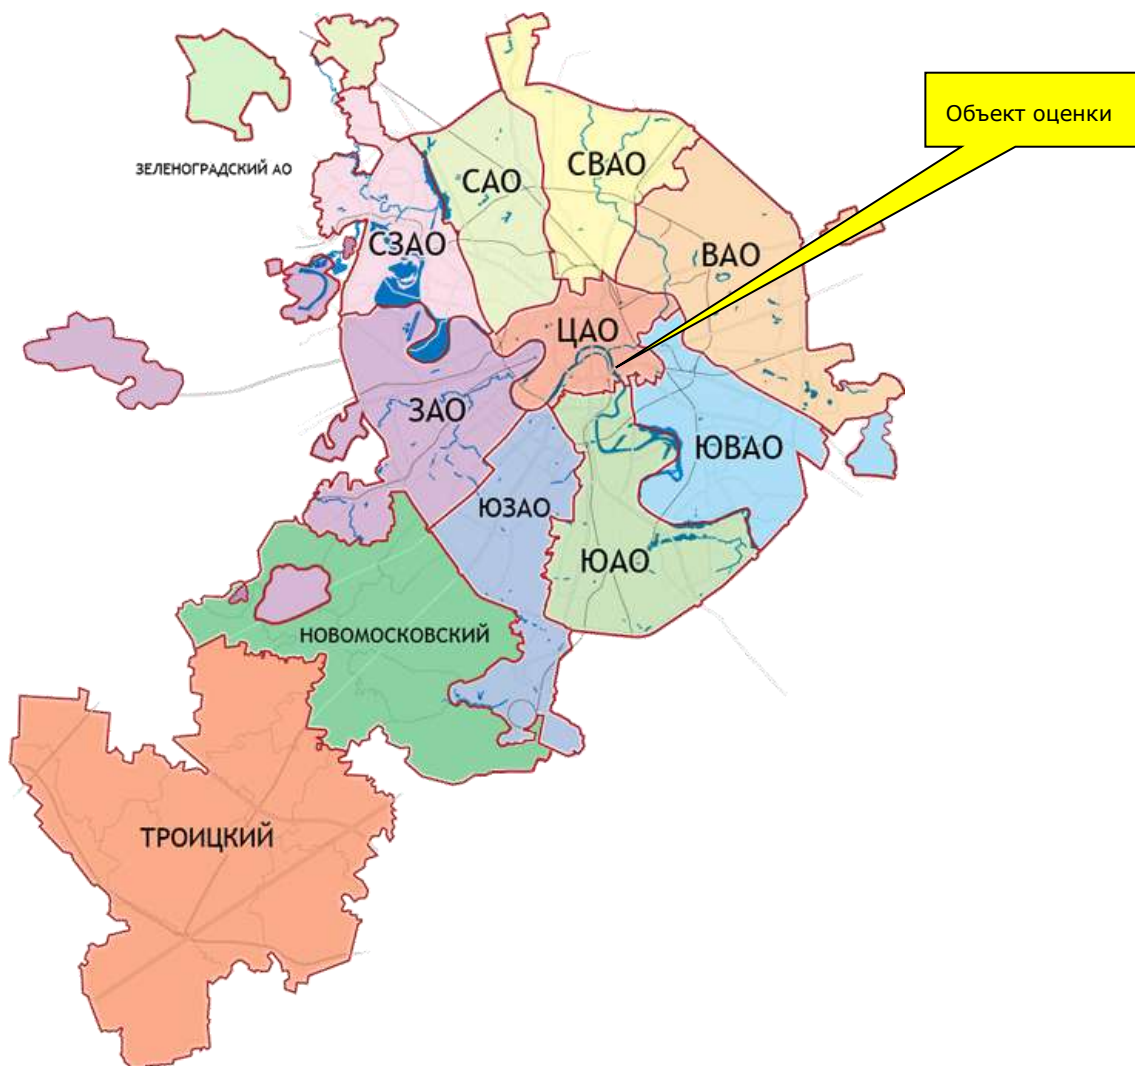 Объект оценки
ЗЕЛЕНОГРАДСКИЙ АО
САО
СВАО
СЗАО
ВАО
ЦАО
ЗАО
ЮВАО
ЮЗАО
ЮАО
НОВОМОСКОВСКИЙ
ТРОИЦКИЙ